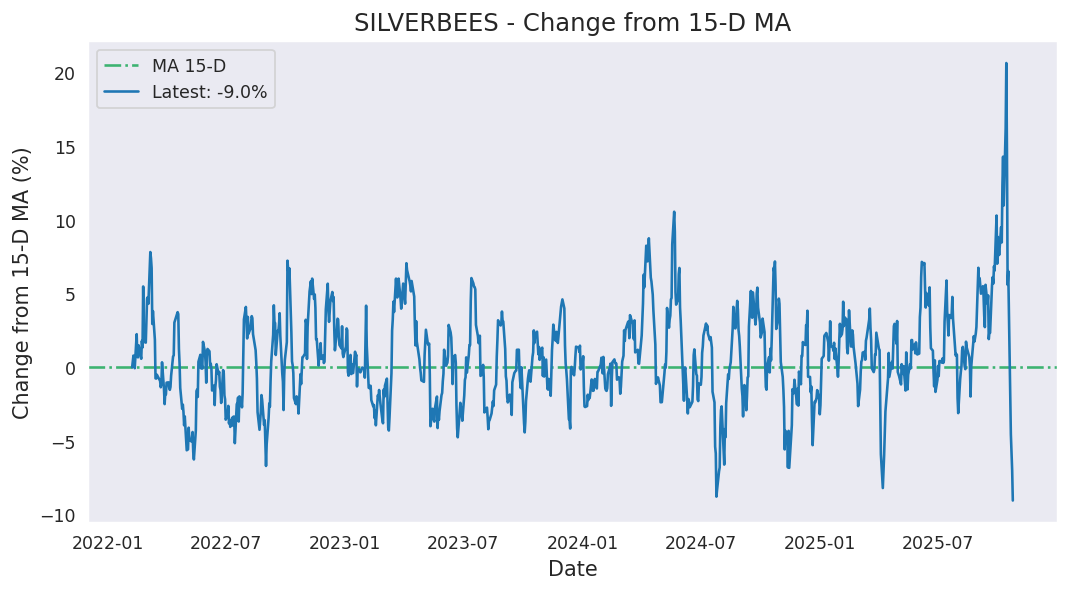 SILVERBEES - Change from 15-D MA
MA 15-D
Latest: -9.0%
Change from 15-D MA (%)
20
15
10
5
0
−5
−10
2022-01 2022-07 2023-01 2023-07 2024-01 2024-07 2025-01 2025-07
Date